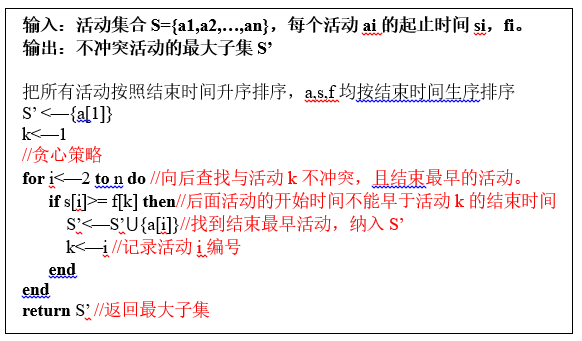 输入：活动集合 S={a1,a2,…,an}，每个活动 ai 的起止时间 si，fi。
输出：不冲突活动的最大子集 S’
把所有活动按照结束时间升序排序，a,s,f 均按结束时间生序排序
S’ <—{a[1]}
k<—1
//贪心策略
for i<—2 to n do //向后查找与活动 k 不冲突，且结束最早的活动。
if s[i]>= f[k] then//后面活动的开始时间不能早于活动 k 的结束时间
S’<—S’∪{a[i]}//找到结束最早活动，纳入 S’
k<—i //记录活动 i 编号
end
end
return S’ //返回最大子集